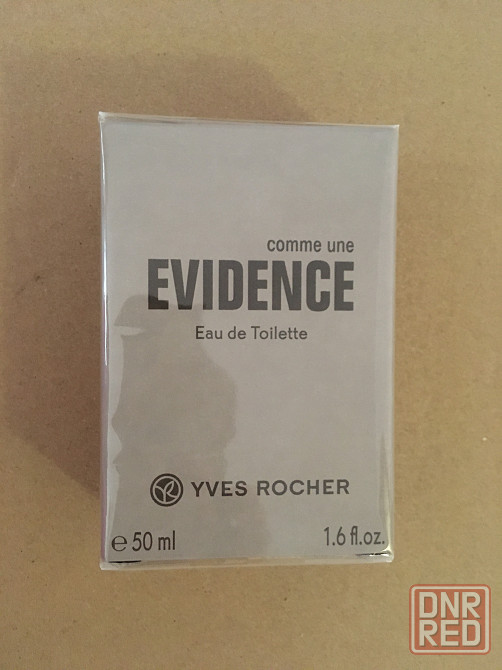 comme une
EVIDENCE
Eau de Toilette
YVES ROCHER
e 50 ml 1.6 fl.oz.
DNR
RED